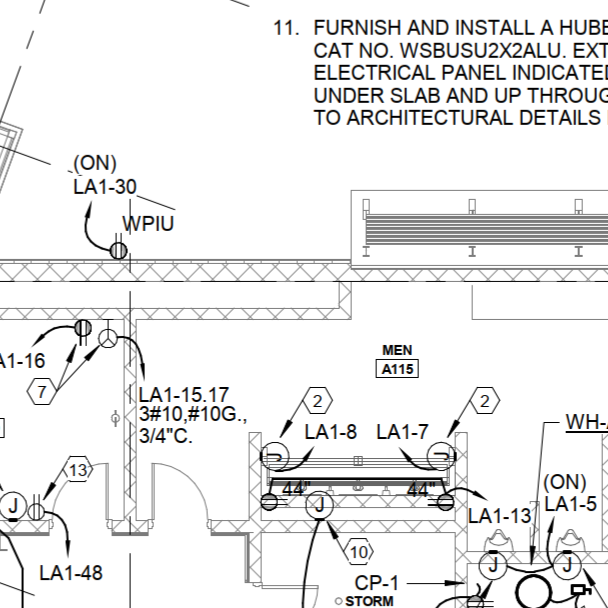 11. FURNISH AND INSTALL A HUBE
CAT NO. WSBUSU2X2ALU. EXT
ELECTRICAL PANEL INDICATED
UNDER SLAB AND UP THROUG
TO ARCHITECTURAL DETAILS
(ON)
LA1-30
WPIU
A1-16
7
LA1-15.17
3#10,#10G.,
3/4"C.
MEN
A115
2
2
LA1-8
LA1-7
WH-
J
J
44"
44"
J
13
J
LA1-48
10
LA1-13
(ON)
LA1-5
J
J
CP-1
STORM